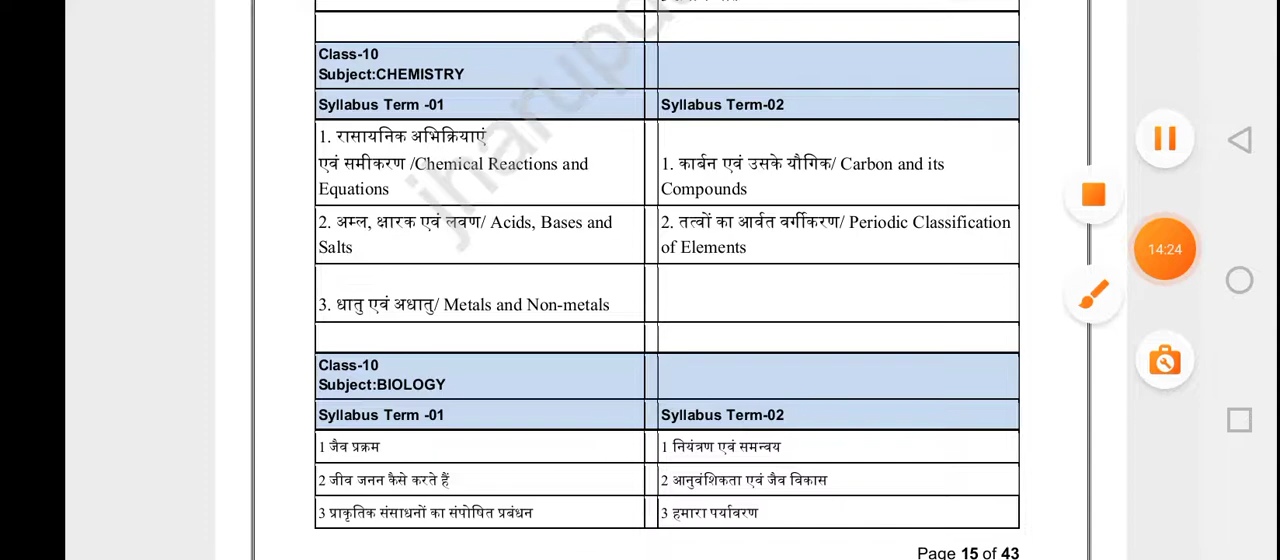 Class-10
Subject:CHEMISTRY
Syllabus Term -01
Syllabus Term-02
1. रासायनिक अभिक्रियाएं
एवं समीकरण /Chemical Reactions and
Equations
1. कार्बन एवं उसके यौगिक/ Carbon and its
Compounds
2. अम्ल, क्षारक एवं लवण/ Acids, Bases and
Salts
2. तत्वों का आर्वत वर्गीकरण/ Periodic Classification
of Elements
3. धातु एवं अधातु/ Metals and Non-metals
Class-10
Subject:BIOLOGY
Syllabus Term -01
Syllabus Term-02
1 जैव प्रक्रम
1 नियंत्रण एवं समन्वय
2 जीव जनन कैसे करते हैं
2 आनुवंशिकता एवं जैव विकास
3 प्राकृतिक संसाधनों का संपोषित प्रबंधन
3 हमारा पर्यावरण
Page 15 of 43
14:24